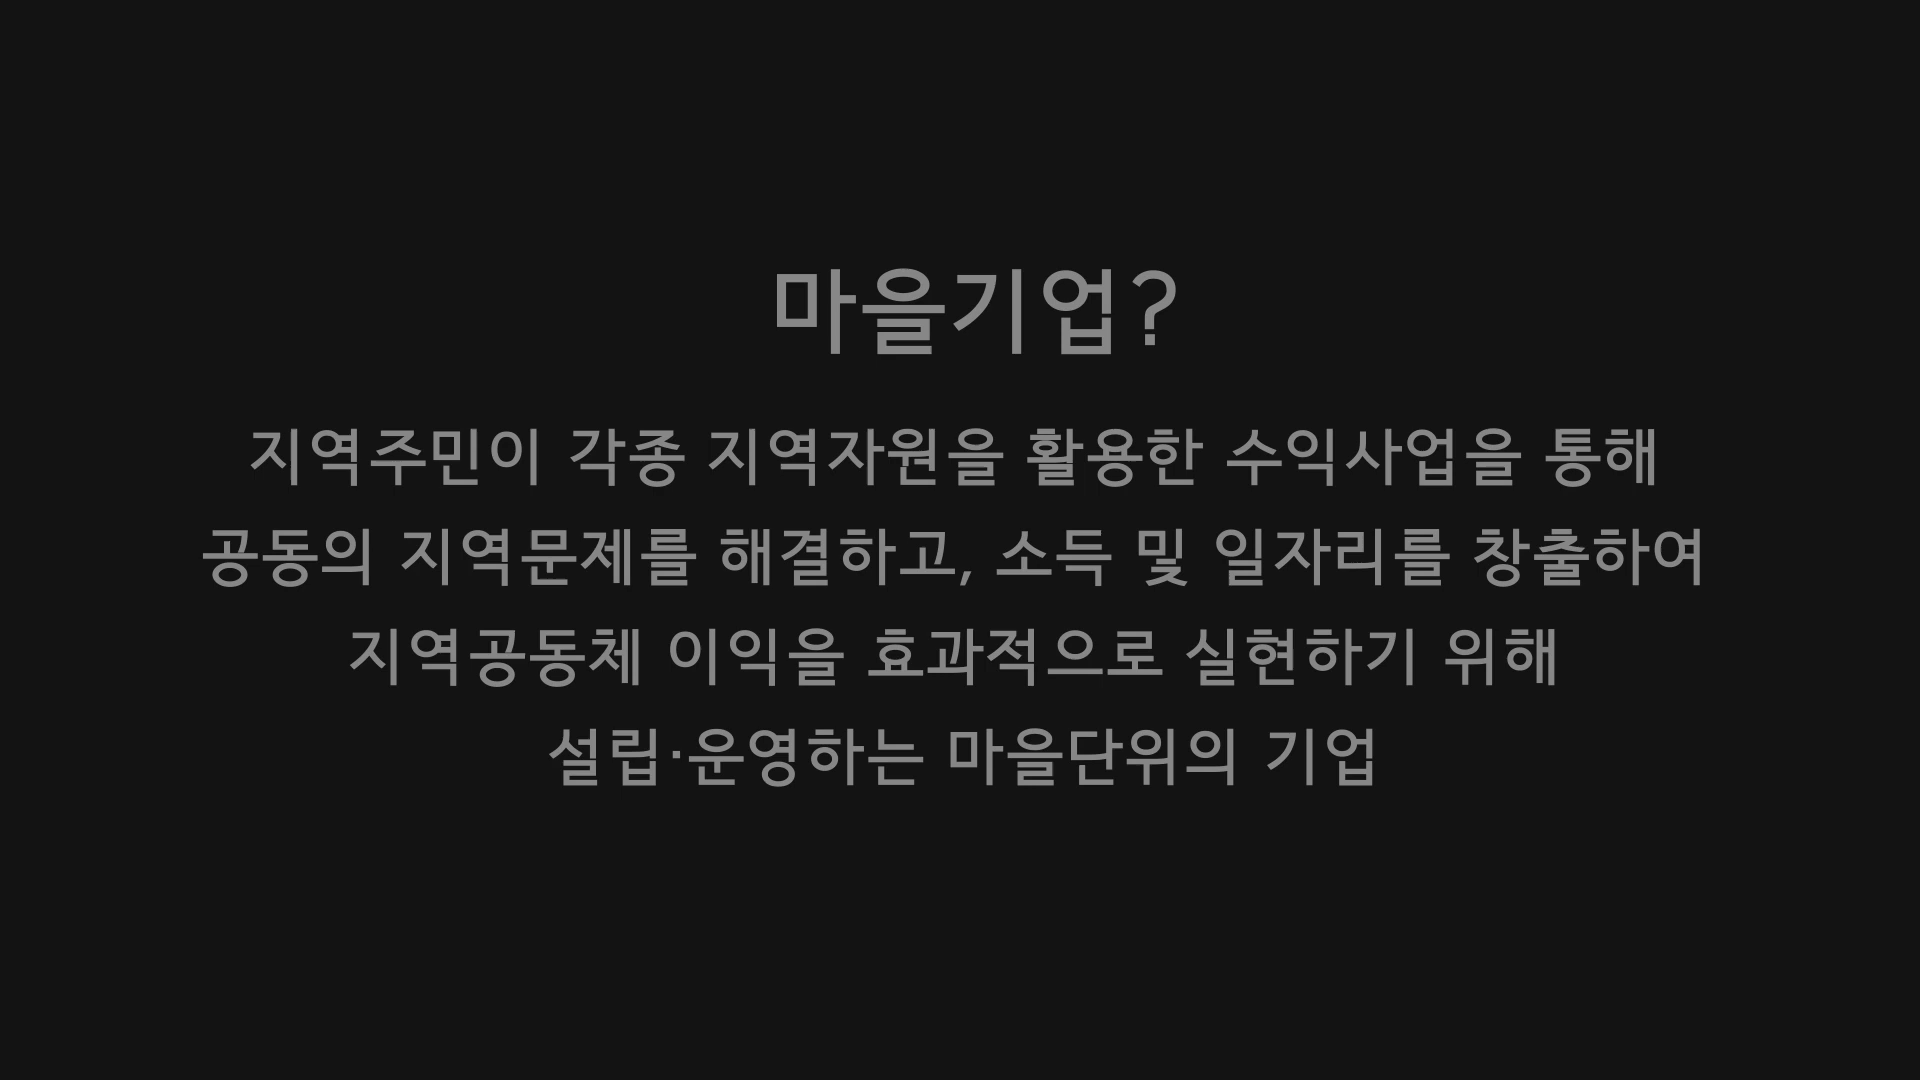 마을기업?
지역주민이 각종 지역자원을 활용한 수익사업을 통해
공동의 지역문제를 해결하고, 소득 및 일자리를 창출하여
지역공동체 이익을 효과적으로 실현하기 위해
설립·운영하는 마을단위의 기업